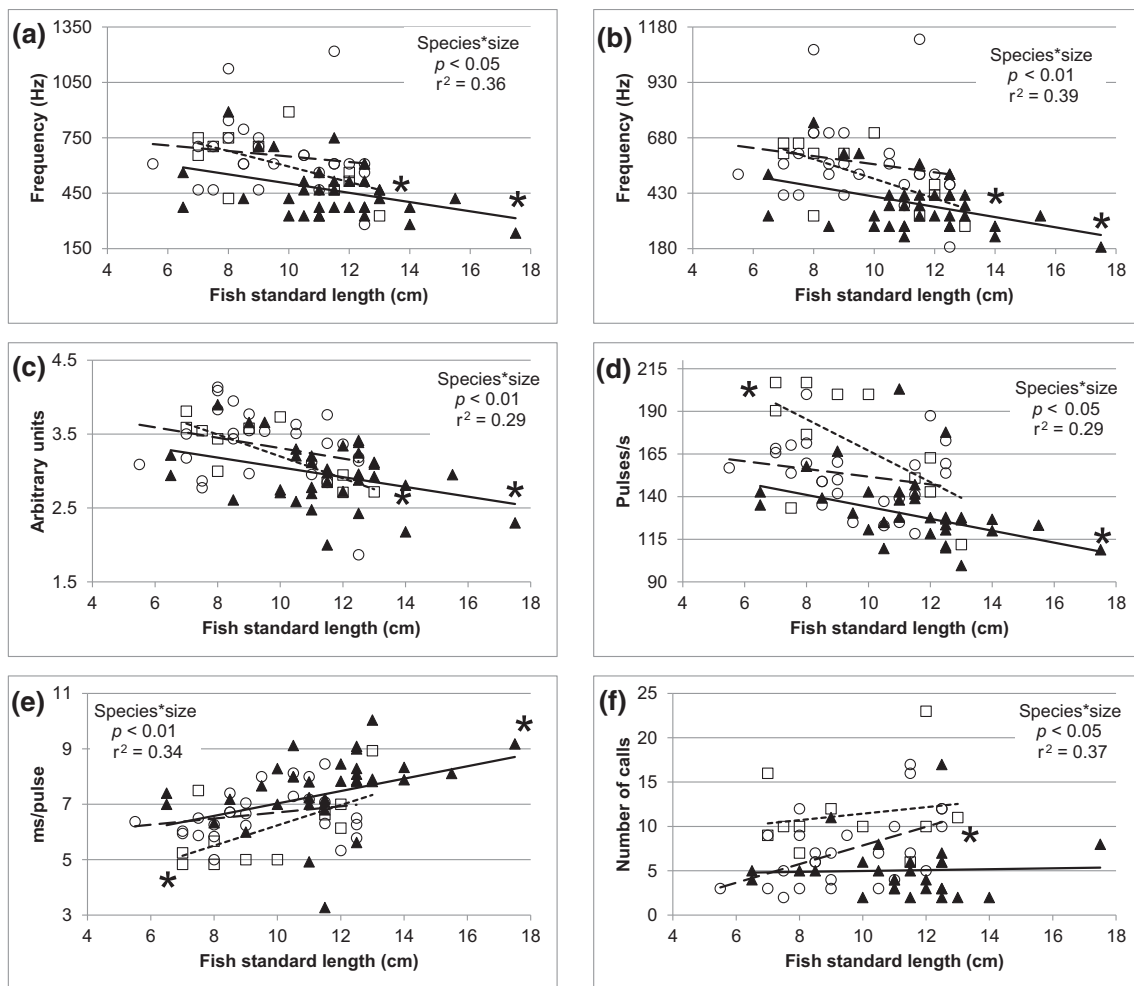 (a)
Frequency (Hz)
1350
1050
750
450
150
Species*size
p < 0.05
r² = 0.36
4 6 8 10 12 14 16 18
Fish standard length (cm)
(b)
Frequency (Hz)
1180
930
680
430
180
Species*size
p < 0.01
r² = 0.39
4 6 8 10 12 14 16 18
Fish standard length (cm)
(c)
Arbitrary units
4.5
3.5
2.5
1.5
Species*size
p < 0.01
r² = 0.29
4 6 8 10 12 14 16 18
Fish standard length (cm)
(d)
Pulses/s
215
190
165
140
115
90
Species*size
p < 0.05
r² = 0.29
4 6 8 10 12 14 16 18
Fish standard length (cm)
(e)
ms/pulse
11
9
7
5
3
Species*size
p < 0.01
r² = 0.34
4 6 8 10 12 14 16 18
Fish standard length (cm)
(f)
Number of calls
25
20
15
10
5
0
Species*size
p < 0.05
r² = 0.37
4 6 8 10 12 14 16 18
Fish standard length (cm)